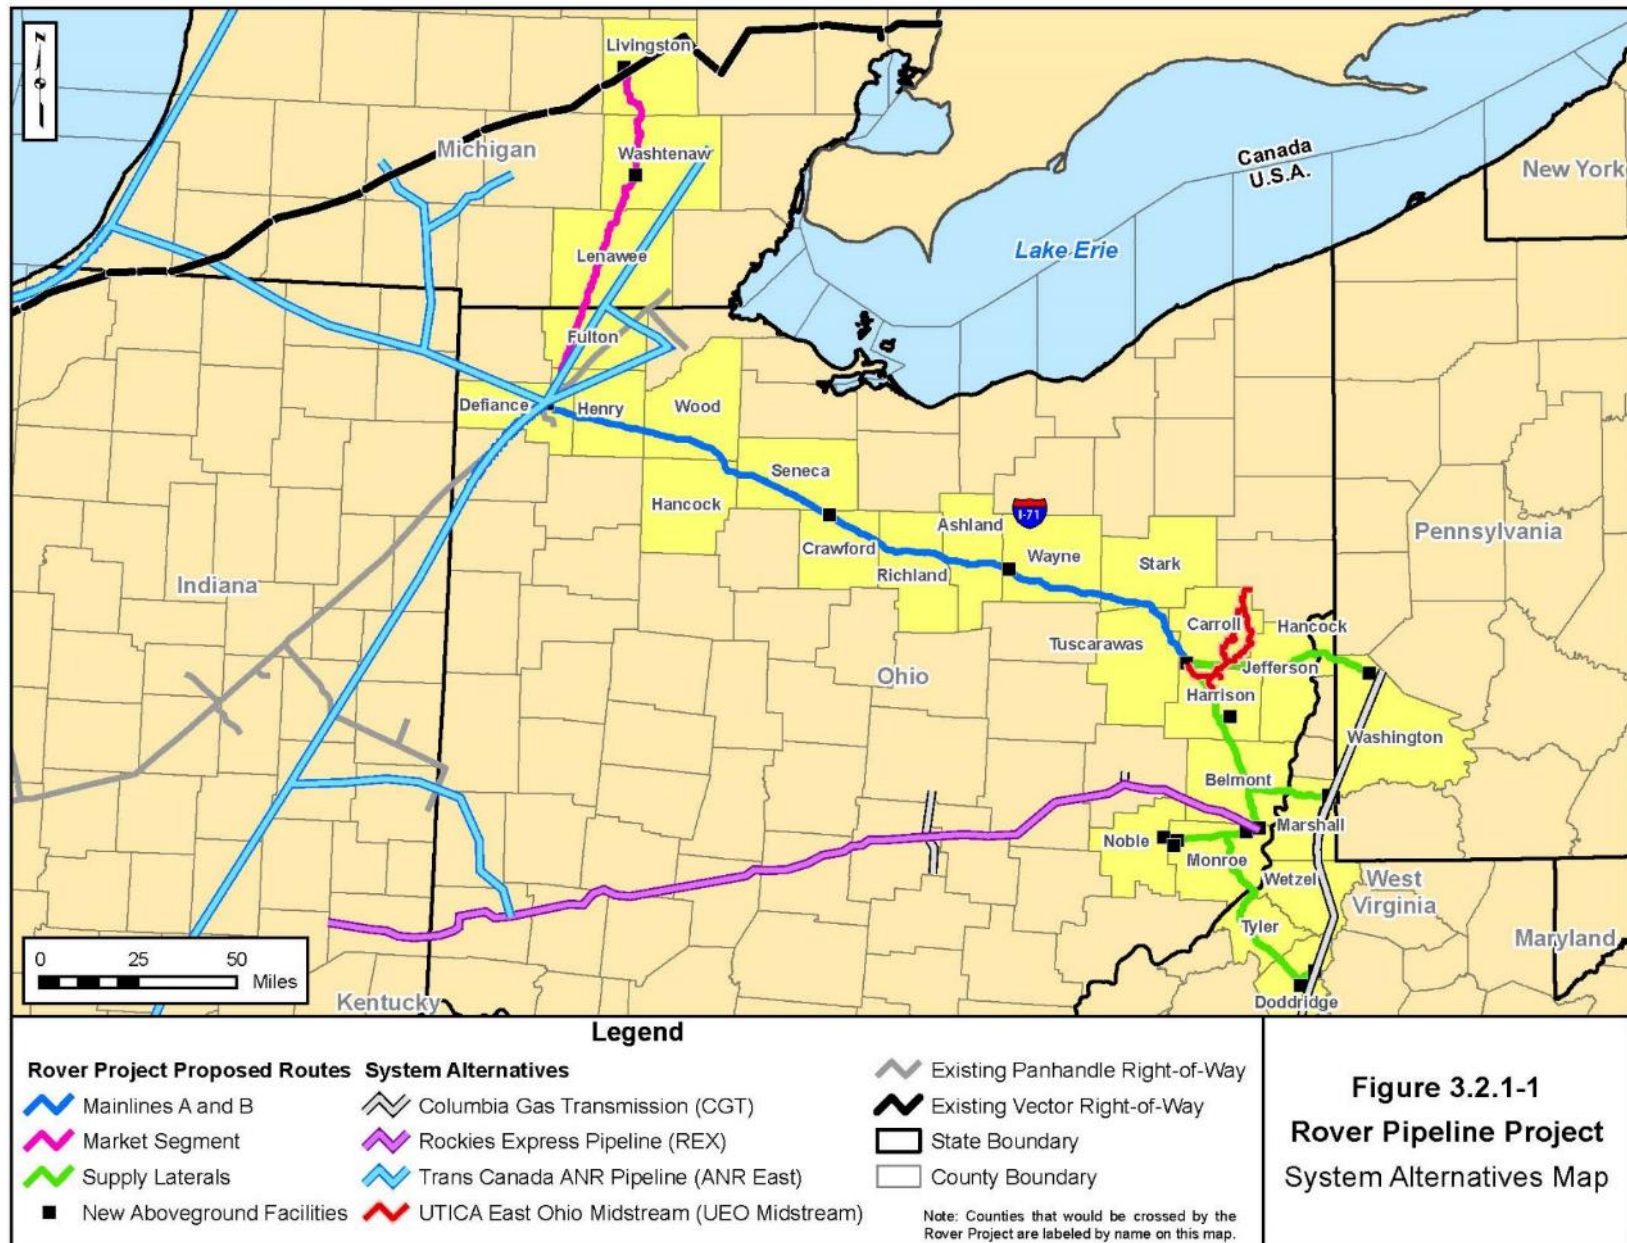 N
Livingston
Michigan
Washtenaw
Canada
U.S.A.
New York
Lenawee
Lake Erie
Fulton
Defiance
Henry
Wood
Seneca
Hancock
Ashland
I-71
Crawford
Wayne
Richland
Stark
Pennsylvania
Indiana
Carroll
Hancock
Tuscarawas
Jefferson
Ohio
Harrison
Washington
Belmont
Marshall
Noble
Monroe
Wetzel
West
Virginia
Tyler
Maryland
0 25 50
Miles
Kentucky
Doddridge
Legend
Rover Project Proposed Routes
Mainlines A and B
Market Segment
Supply Laterals
New Aboveground Facilities
System Alternatives
Columbia Gas Transmission (CGT)
Rockies Express Pipeline (REX)
Trans Canada ANR Pipeline (ANR East)
UTICA East Ohio Midstream (UEO Midstream)
Existing Panhandle Right-of-Way
Existing Vector Right-of-Way
State Boundary
County Boundary
Note: Counties that would be crossed by the
Rover Project are labeled by name on this map.
Figure 3.2.1-1
Rover Pipeline Project
System Alternatives Map